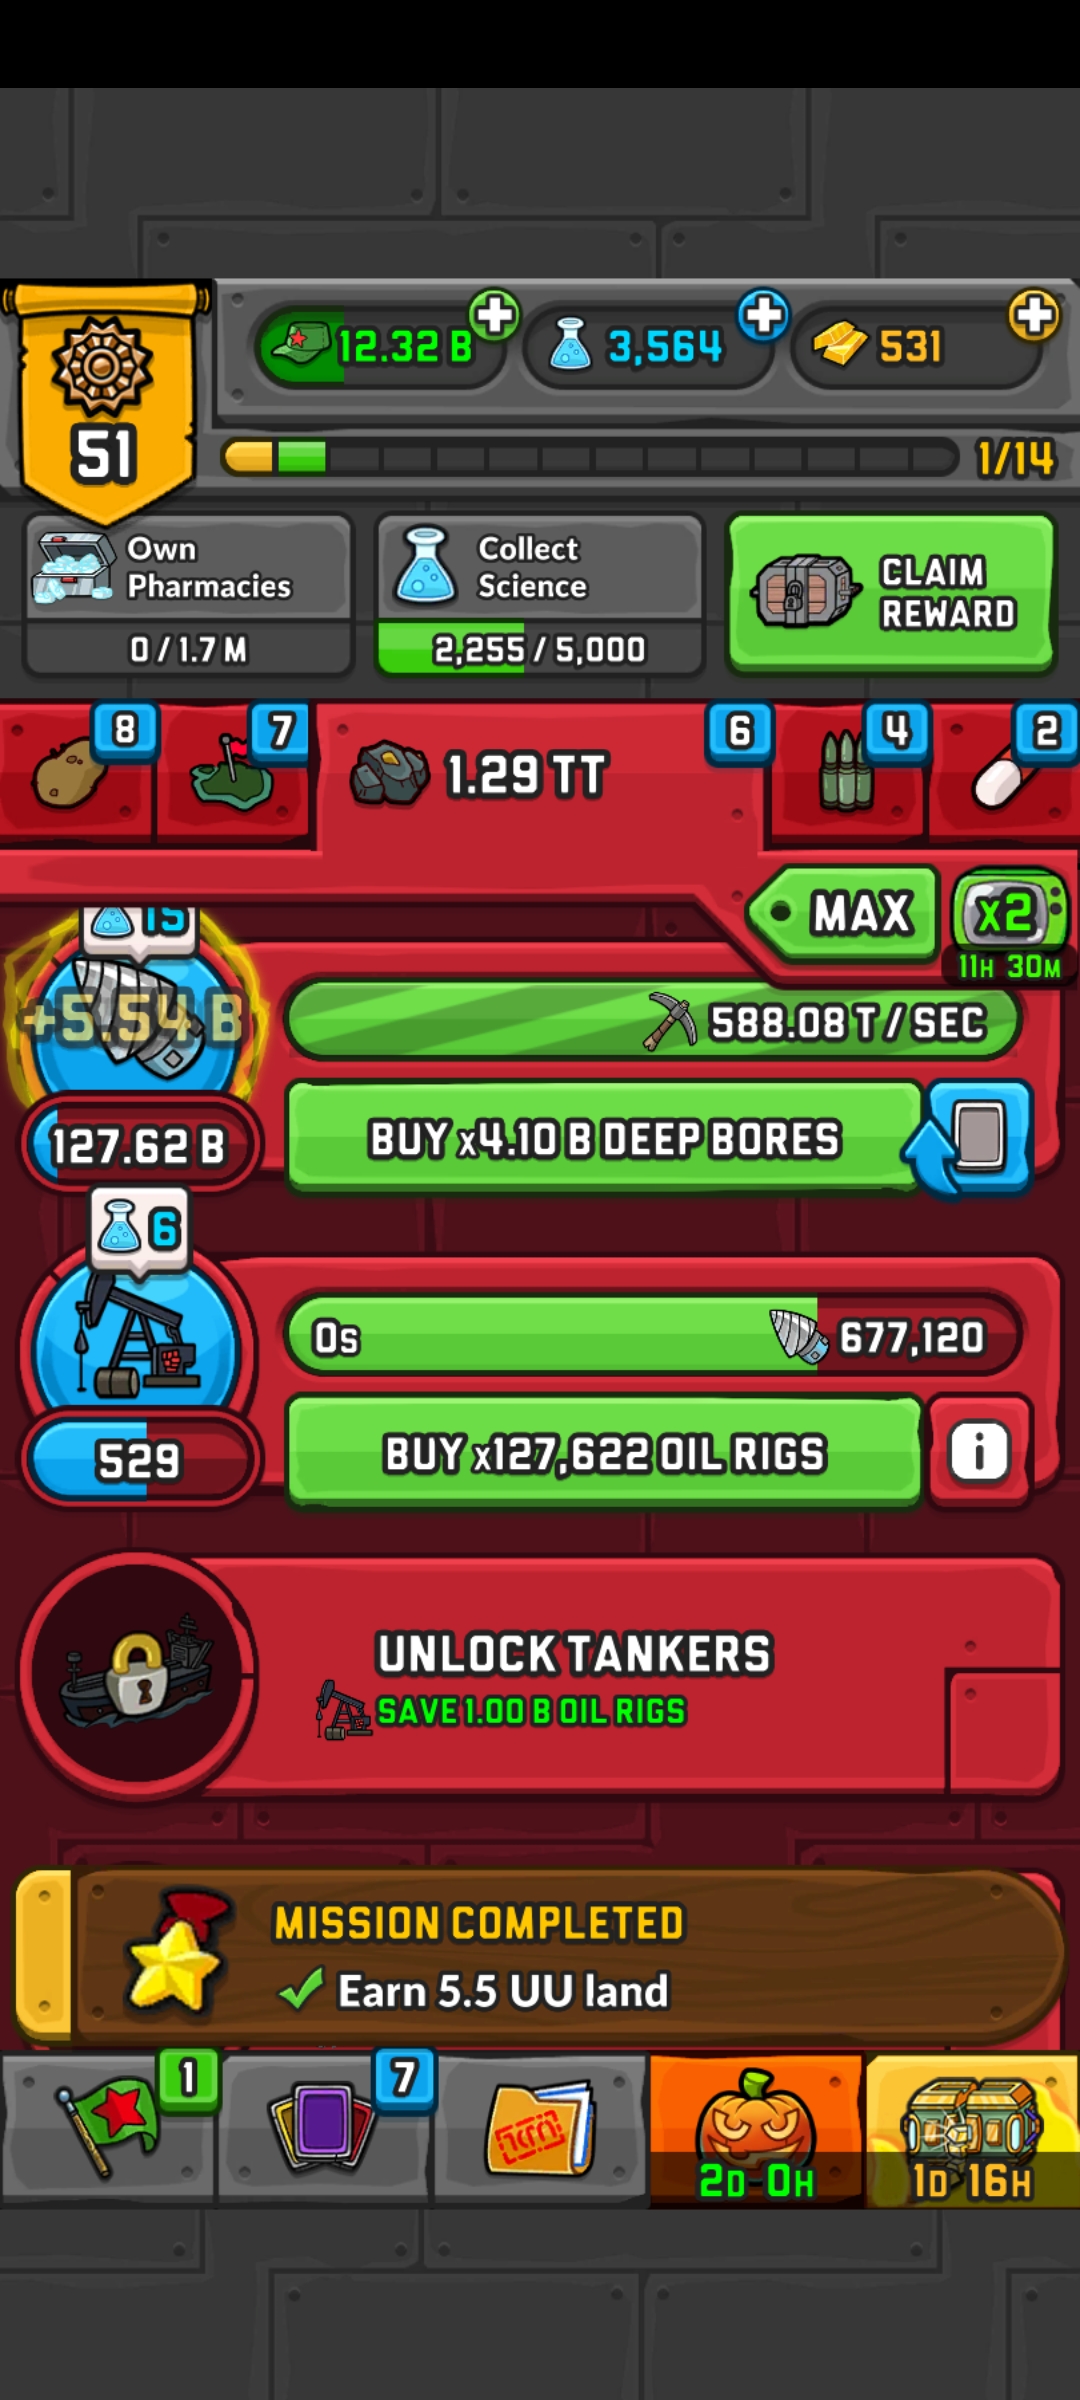 12.32 B
3,564
531
51
1/14
Own
Pharmacies
0 / 1.7 M
Collect
Science
2,255 / 5,000
CLAIM
REWARD
8
7
1.29 TT
6
4
2
MAX
x2
11H 30M
15
+5.54 B
588.08 T / SEC
127.62 B
BUY x4.10 B DEEP BORES
6
0s
677,120
529
BUY x127,622 OIL RIGS
i
UNLOCK TANKERS
SAVE 1.00 B OIL RIGS
MISSION COMPLETED
Earn 5.5 UU land
1
7
2D 0H
1D 16H